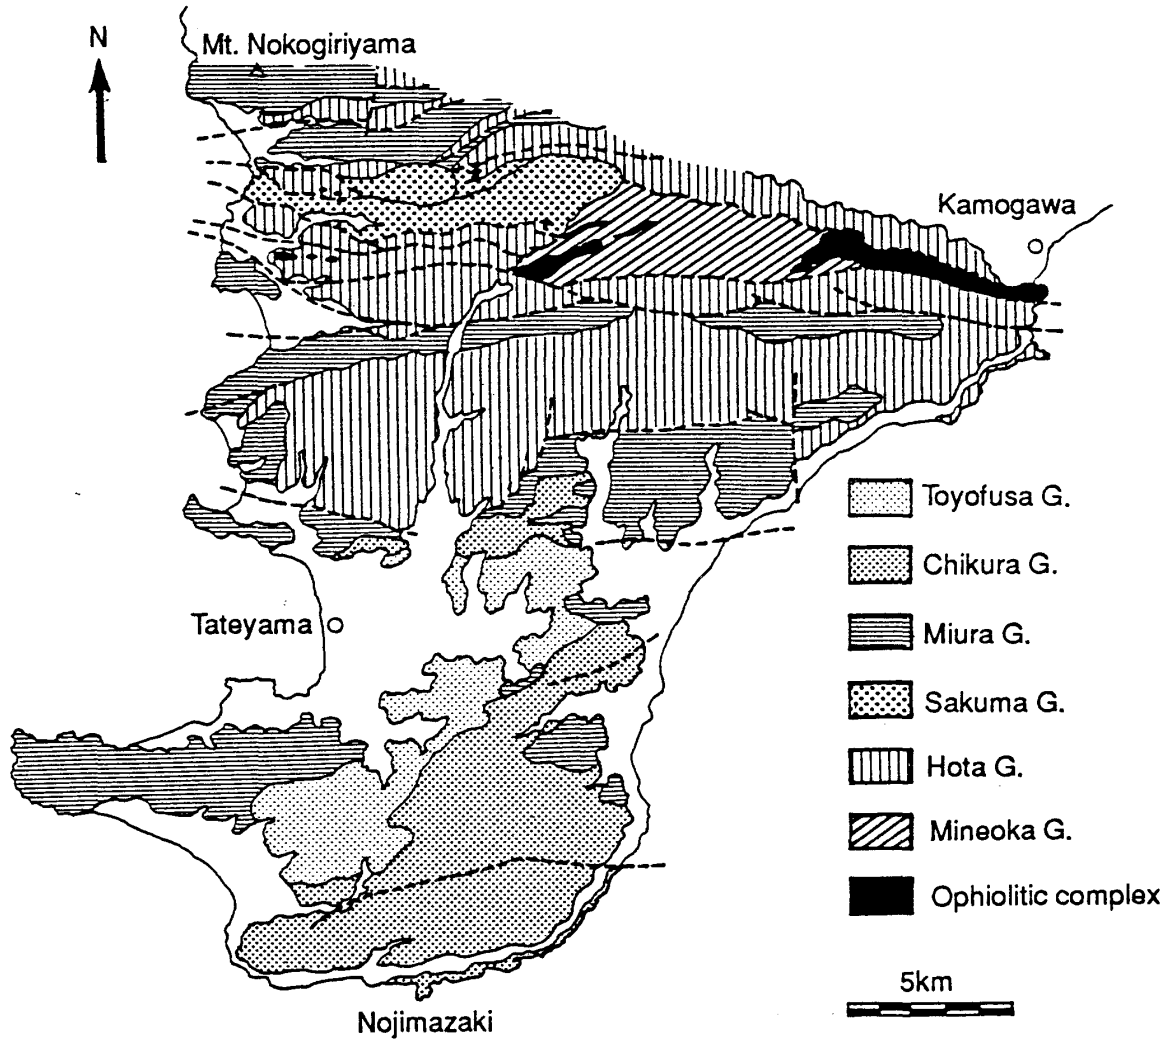 N
Mt. Nokogiriyama
Kamogawa
Toyofusa G.
Chikura G.
Tateyama
Miura G.
Sakuma G.
Hota G.
Mineoka G.
Ophiolitic complex
5km
Nojimazaki